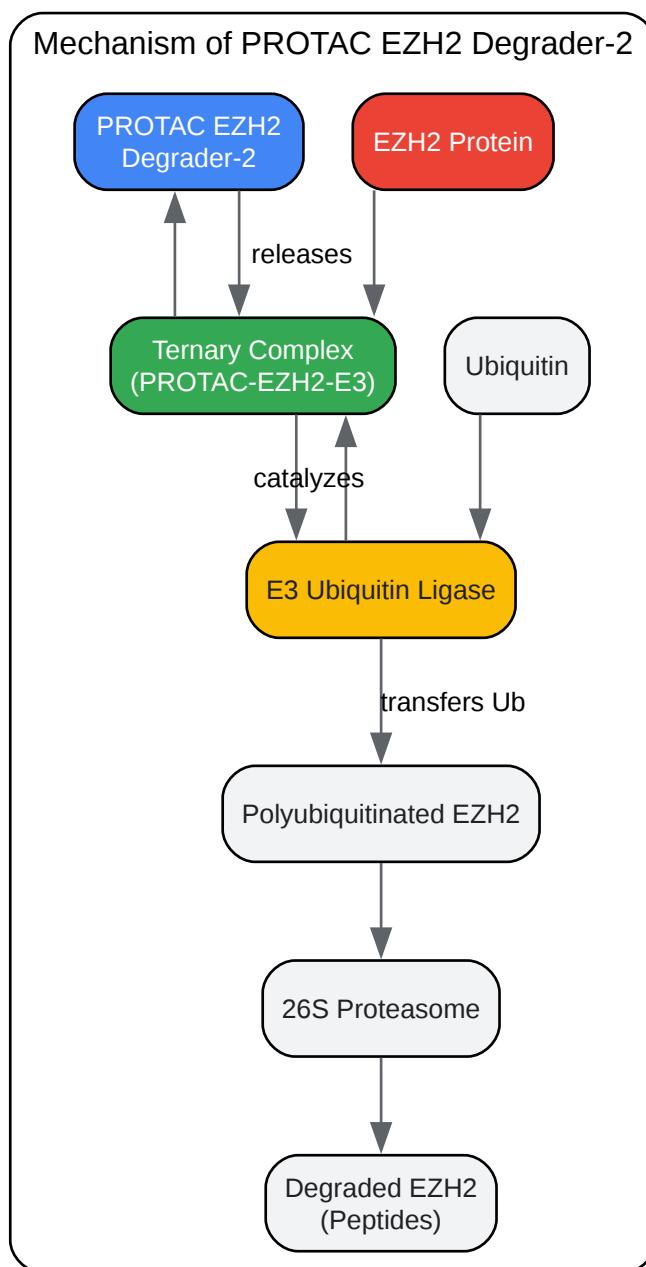 Mechanism of PROTAC EZH2 Degrader-2
PROTAC EZH2
Degrader-2
EZH2 Protein
releases
Ternary Complex
(PROTAC-EZH2-E3)
Ubiquitin
catalyzes
E3 Ubiquitin Ligase
transfers Ub
Polyubiquitinated EZH2
26S Proteasome
Degraded EZH2
(Peptides)